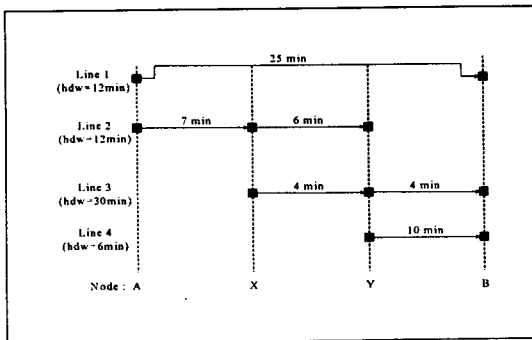 25 min
Line 1
(hdw=12min)
Line 2
(hdw=12min)
7 min
6 min
Line 3
(hdw=30min)
4 min
4 min
Line 4
(hdw=6min)
10 min
Node : A X Y B